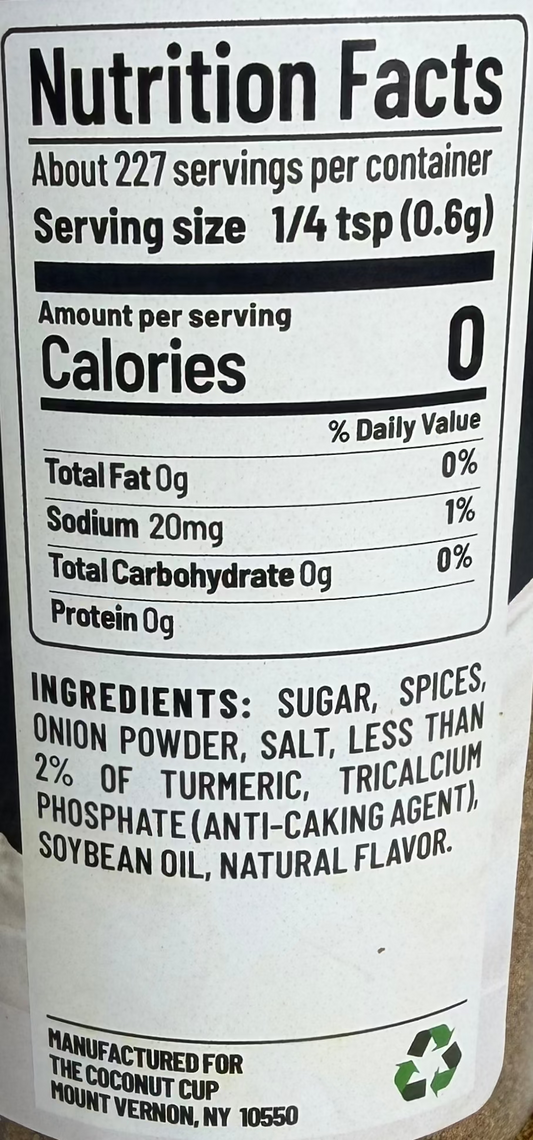 Nutrition Facts
About 227 servings per container
Serving size 1/4 tsp (0.6g)
Amount per serving
Calories 0
% Daily Value
Total Fat 0g 0%
Sodium 20mg 1%
Total Carbohydrate 0g 0%
Protein 0g
INGREDIENTS: SUGAR, SPICES,
ONION POWDER, SALT, LESS THAN
2% OF TURMERIC, TRICALCIUM
PHOSPHATE (ANTI-CAKING AGENT),
SOYBEAN OIL, NATURAL FLAVOR.
MANUFACTURED FOR
THE COCONUT CUP
MOUNT VERNON, NY 10550